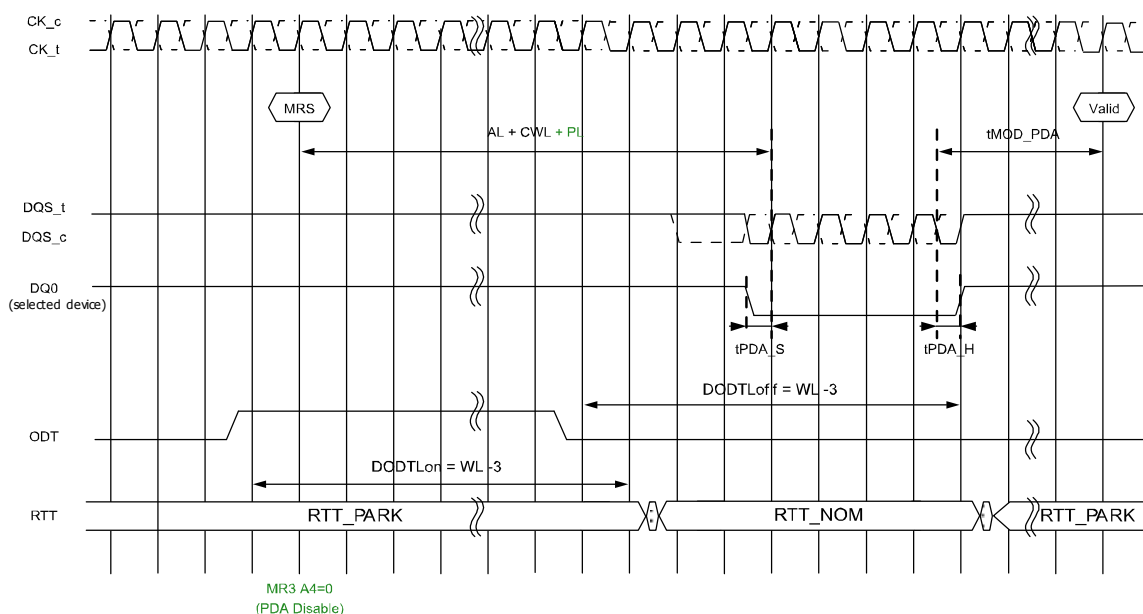 CK_c
CK_t
MRS
Valid
AL + CWL + PL
tMOD_PDA
DQS_t
DQS_c
DQ0
(selected device)
tPDA_S
tPDA_H
DODTLoff = WL -3
ODT
DODTLon = WL -3
RTT
RTT_PARK
RTT_NOM
RTT_PARK
MR3 A4=0
(PDA Disable)